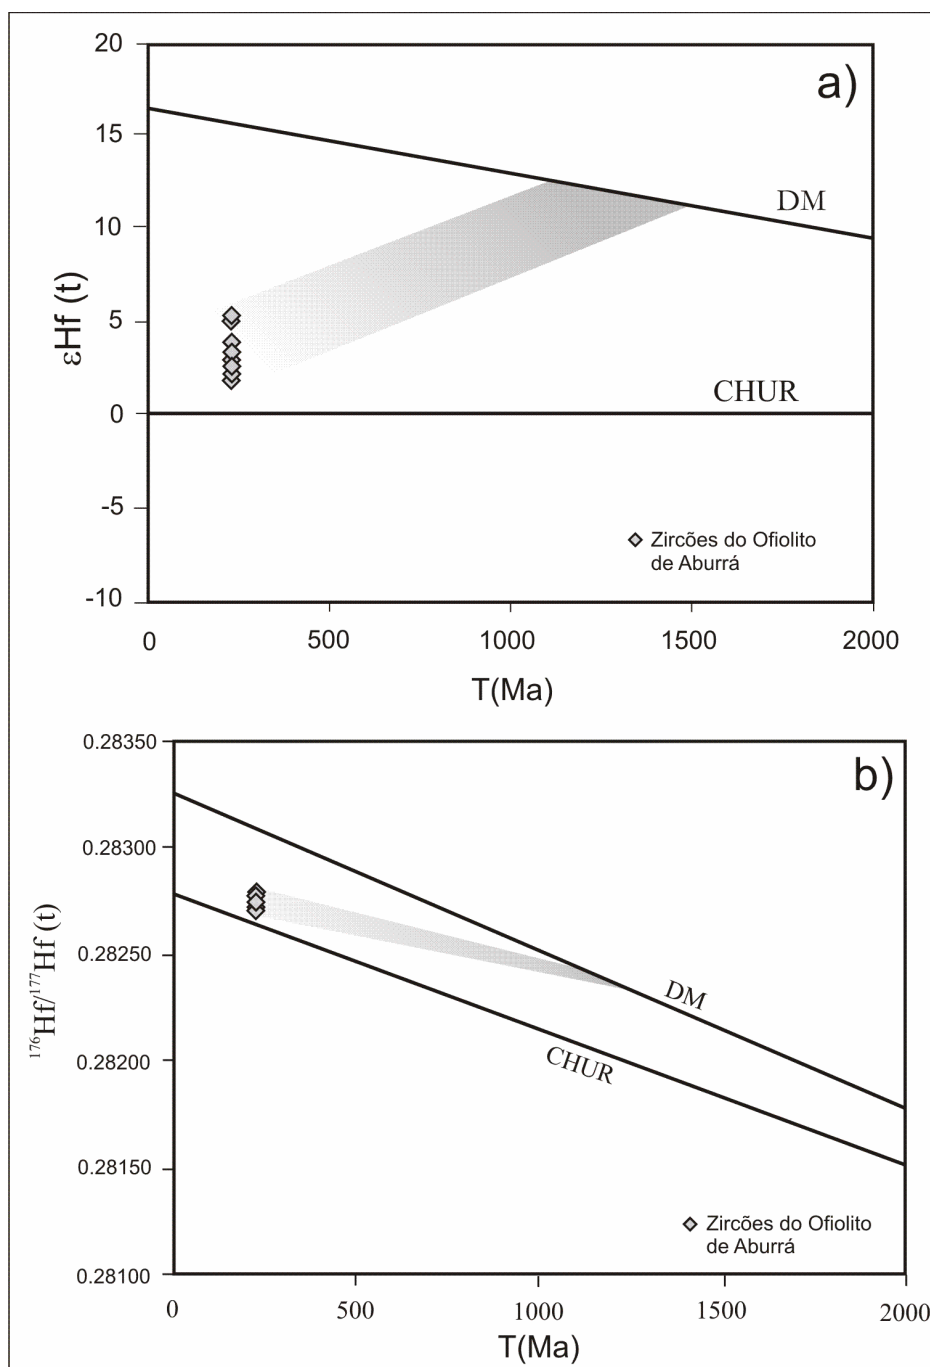 a)
20
15
10
5
0
-5
-10
εHf (t)
DM
CHUR
Zircões do Ofiolito
de Aburrá
0 500 1000 1500 2000
T(Ma)
b)
0.28350
0.28300
0.28250
0.28200
0.28150
0.28100
176Hf/177Hf (t)
DM
CHUR
Zircões do Ofiolito
de Aburrá
0 500 1000 1500 2000
T(Ma)